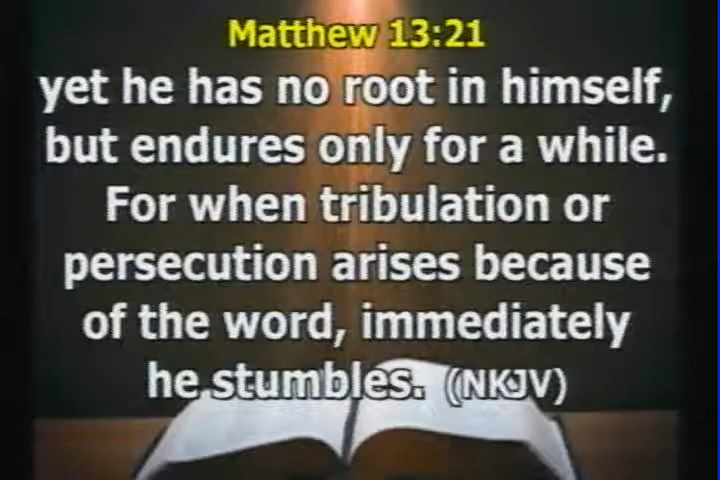 Matthew 13:21
yet he has no root in himself,
but endures only for a while.
For when tribulation or
persecution arises because
of the word, immediately
he stumbles. (NKJV)